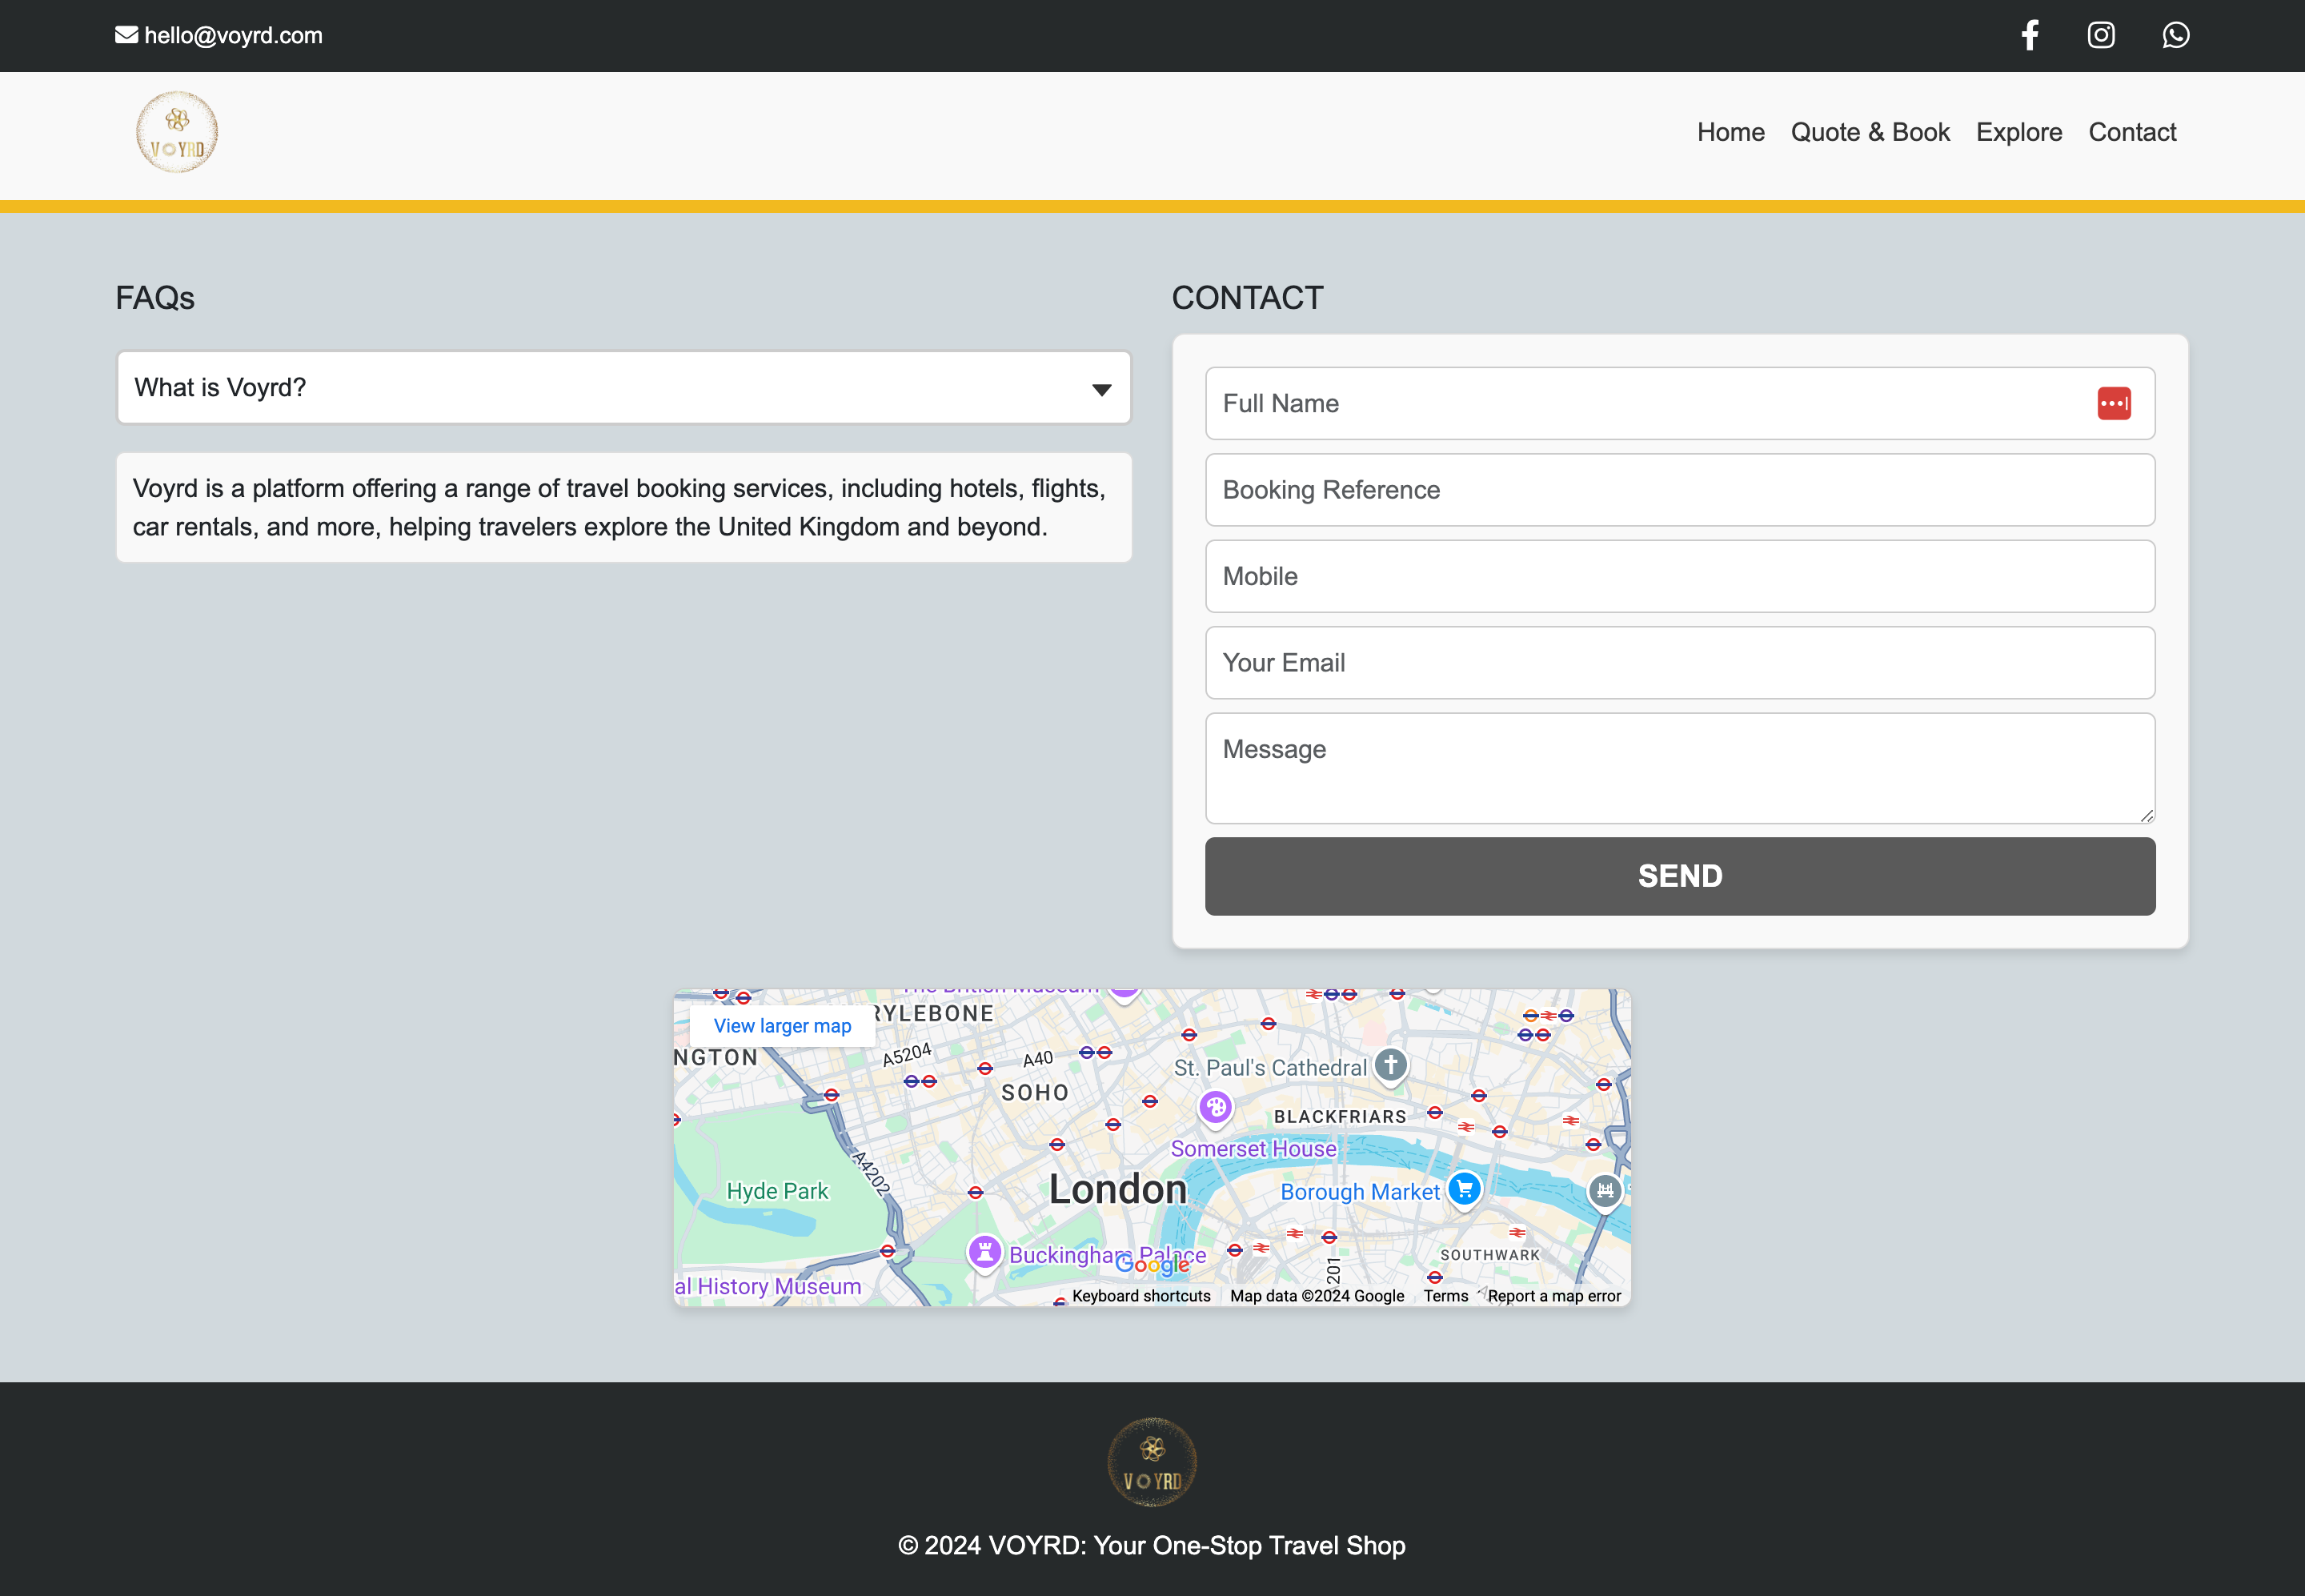 hello@voyrd.com
VOYRD
Home Quote & Book Explore Contact
FAQs
What is Voyrd?
Voyrd is a platform offering a range of travel booking services, including hotels, flights,
car rentals, and more, helping travelers explore the United Kingdom and beyond.
CONTACT
Full Name
Booking Reference
Mobile
Your Email
Message
SEND
The British Museum
RYLEBONE
View larger map
NGTON
A5204
A40
SOHO
St. Paul's Cathedral
BLACKFRIARS
Somerset House
A4202
Hyde Park
London
Borough Market
Buckingham Palace
Google
SOUTHWARK
201
al History Museum
Keyboard shortcuts Map data ©2024 Google Terms Report a map error
VOYRD
© 2024 VOYRD: Your One-Stop Travel Shop